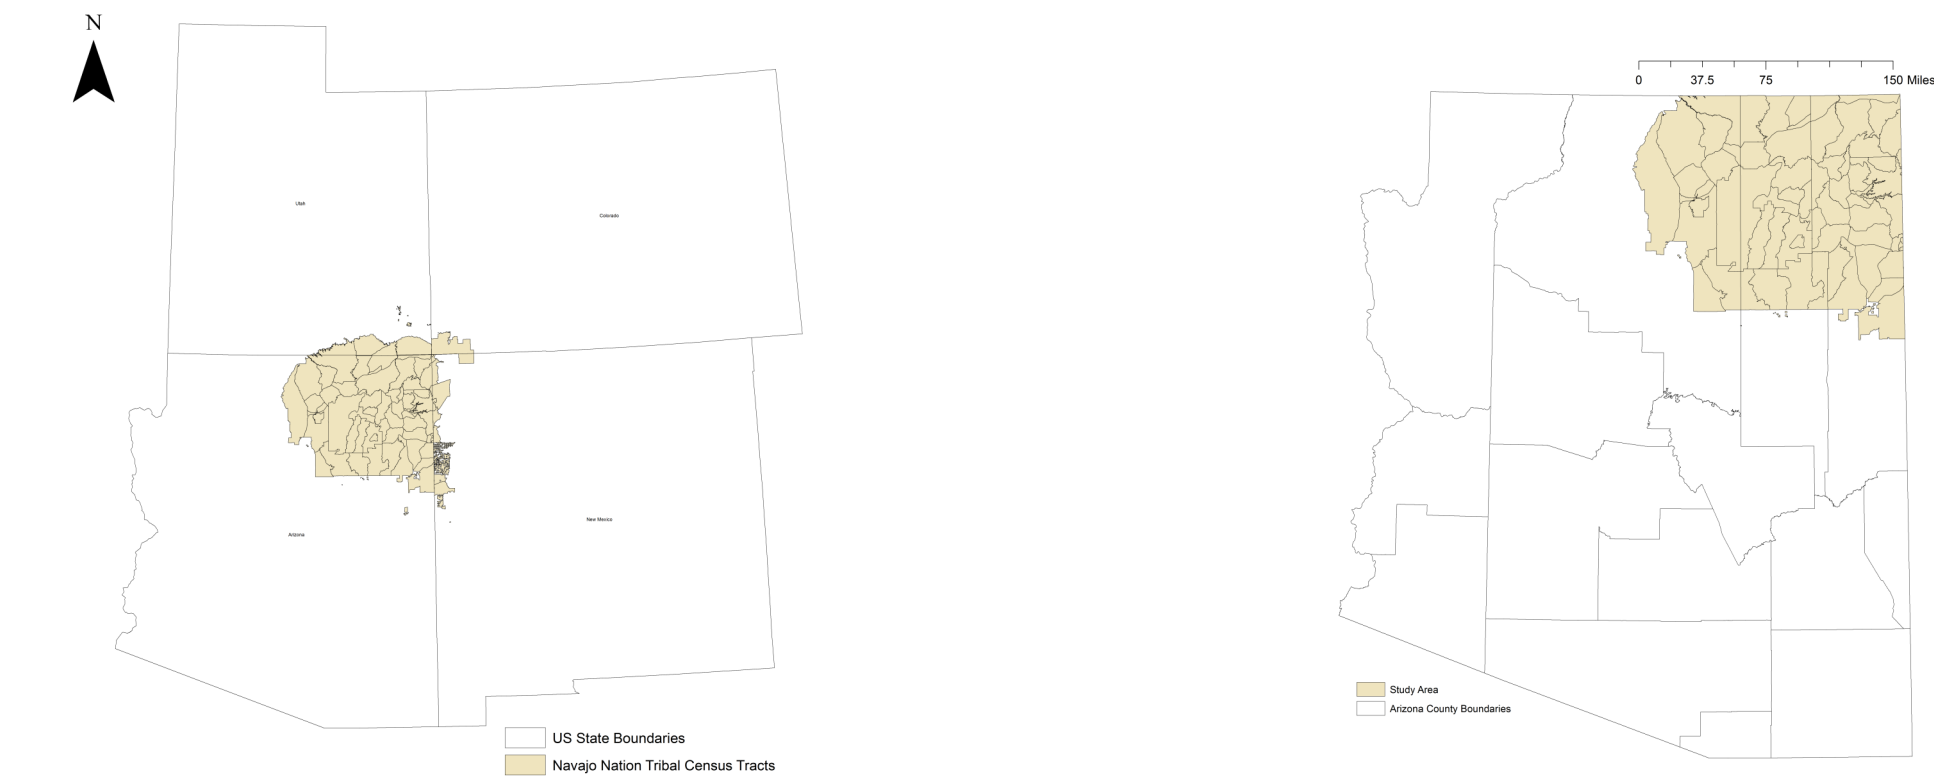 N
0 37.5 75 150 Miles
Utah
Colorado
New Mexico
Arizona
Study Area
Arizona County Boundaries
US State Boundaries
Navajo Nation Tribal Census Tracts